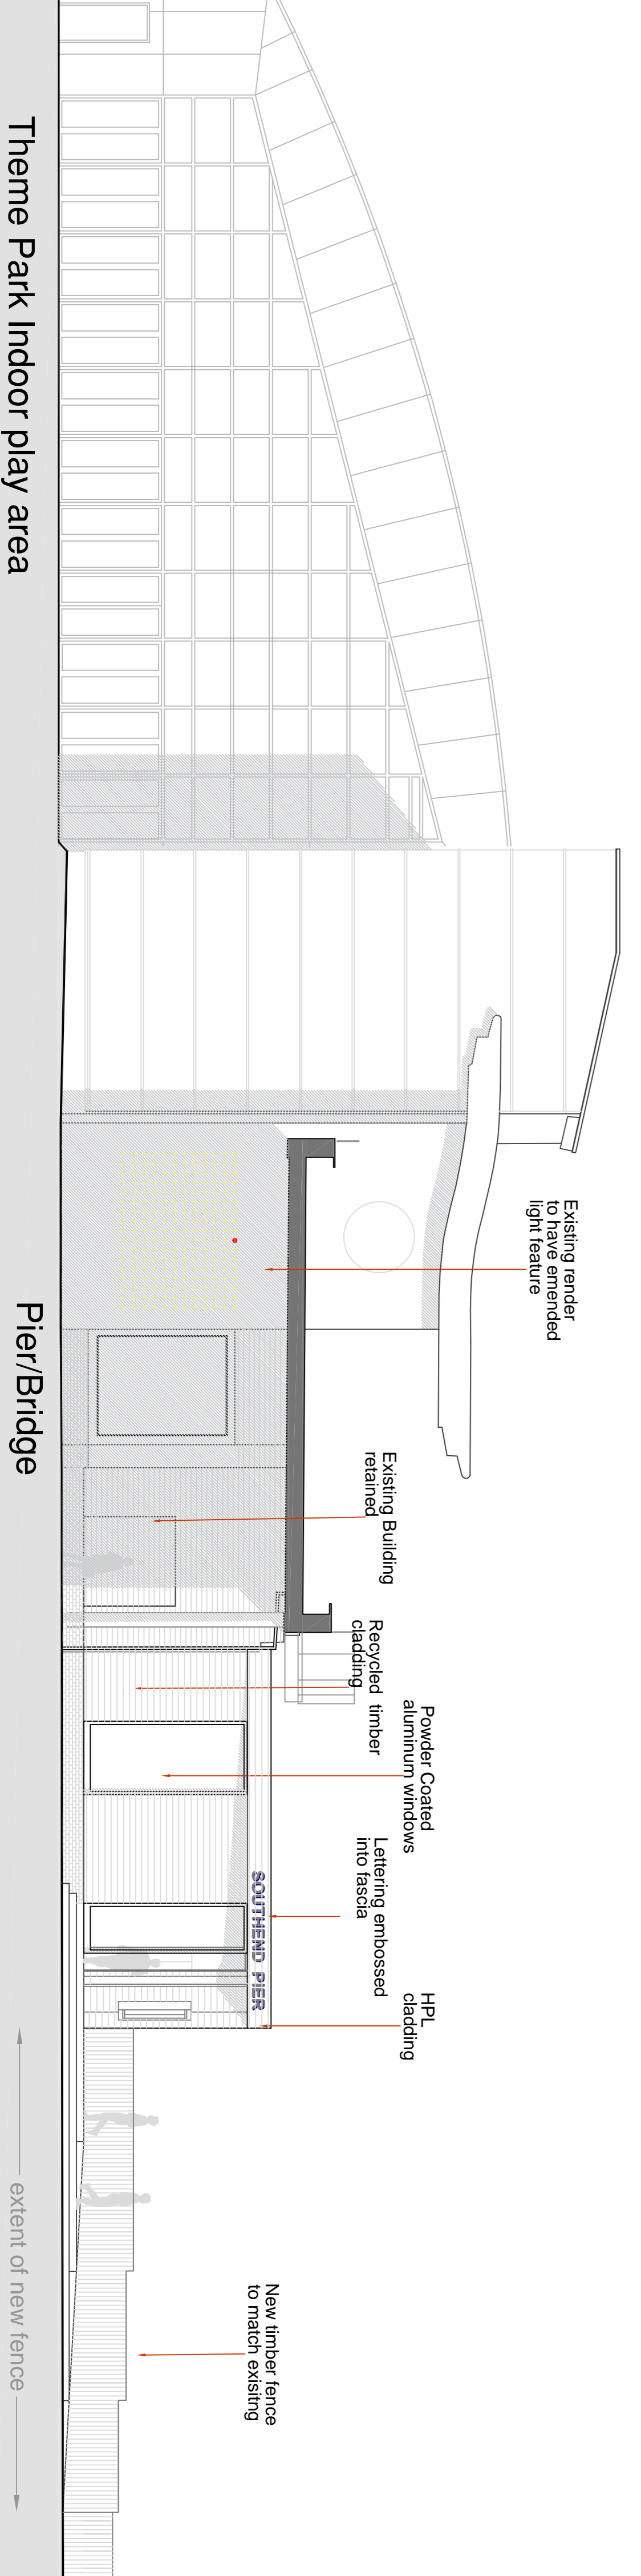 Existing render
to have emended
light feature
Existing Building
retained
Recycled timber
cladding
Powder Coated
aluminum windows
Lettering embossed
into fascia
HPL
cladding
SOUTHEND PIER
New timber fence
to match exisitng
Theme Park Indoor play area
Pier/Bridge
extent of new fence